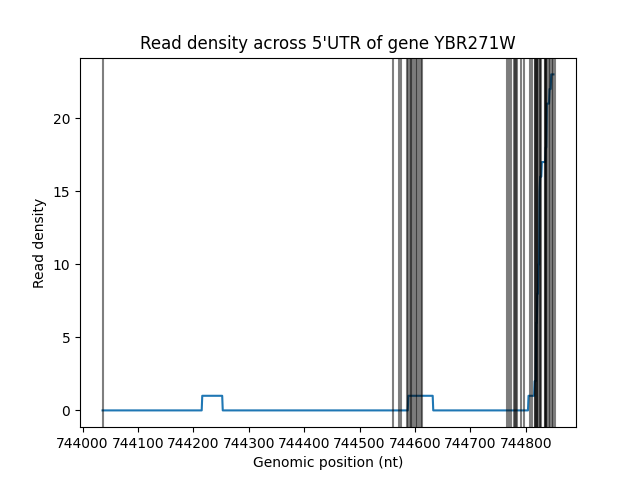 Read density across 5'UTR of gene YBR271W
Read density
20
15
10
5
0
744000 744100 744200 744300 744400 744500 744600 744700 744800
Genomic position (nt)